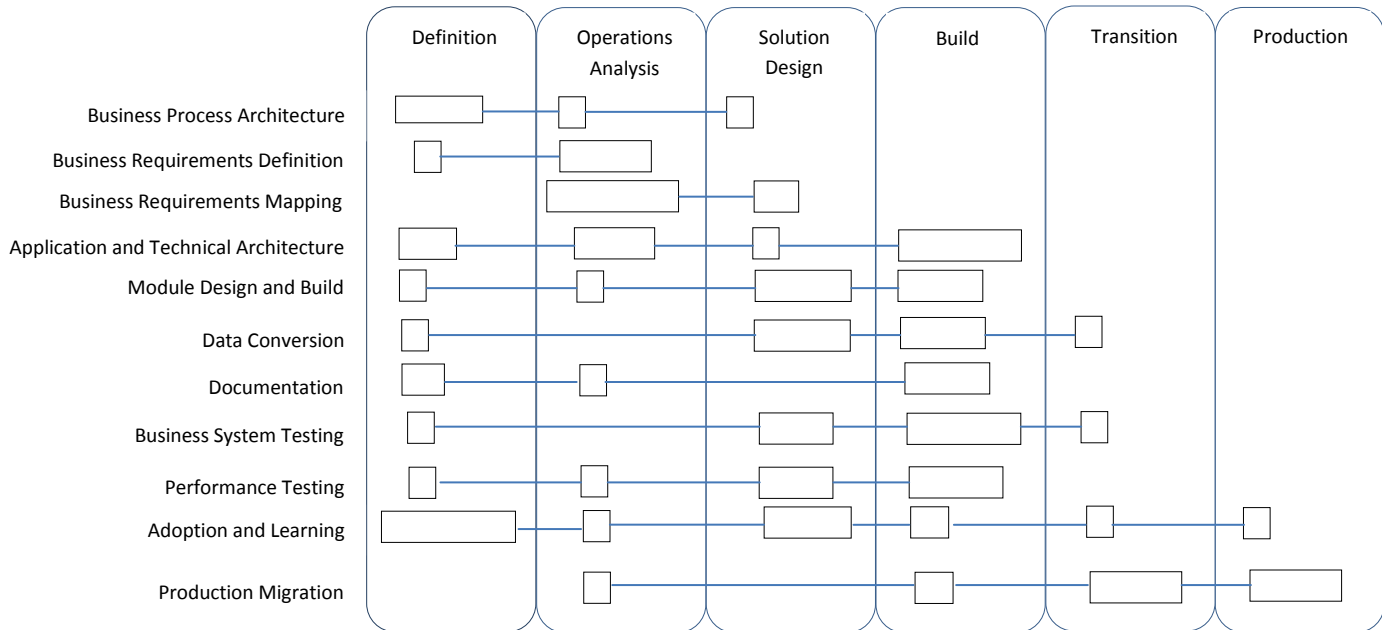 Definition
Operations
Analysis
Solution
Design
Build
Transition
Production
Business Process Architecture
Business Requirements Definition
Business Requirements Mapping
Application and Technical Architecture
Module Design and Build
Data Conversion
Documentation
Business System Testing
Performance Testing
Adoption and Learning
Production Migration